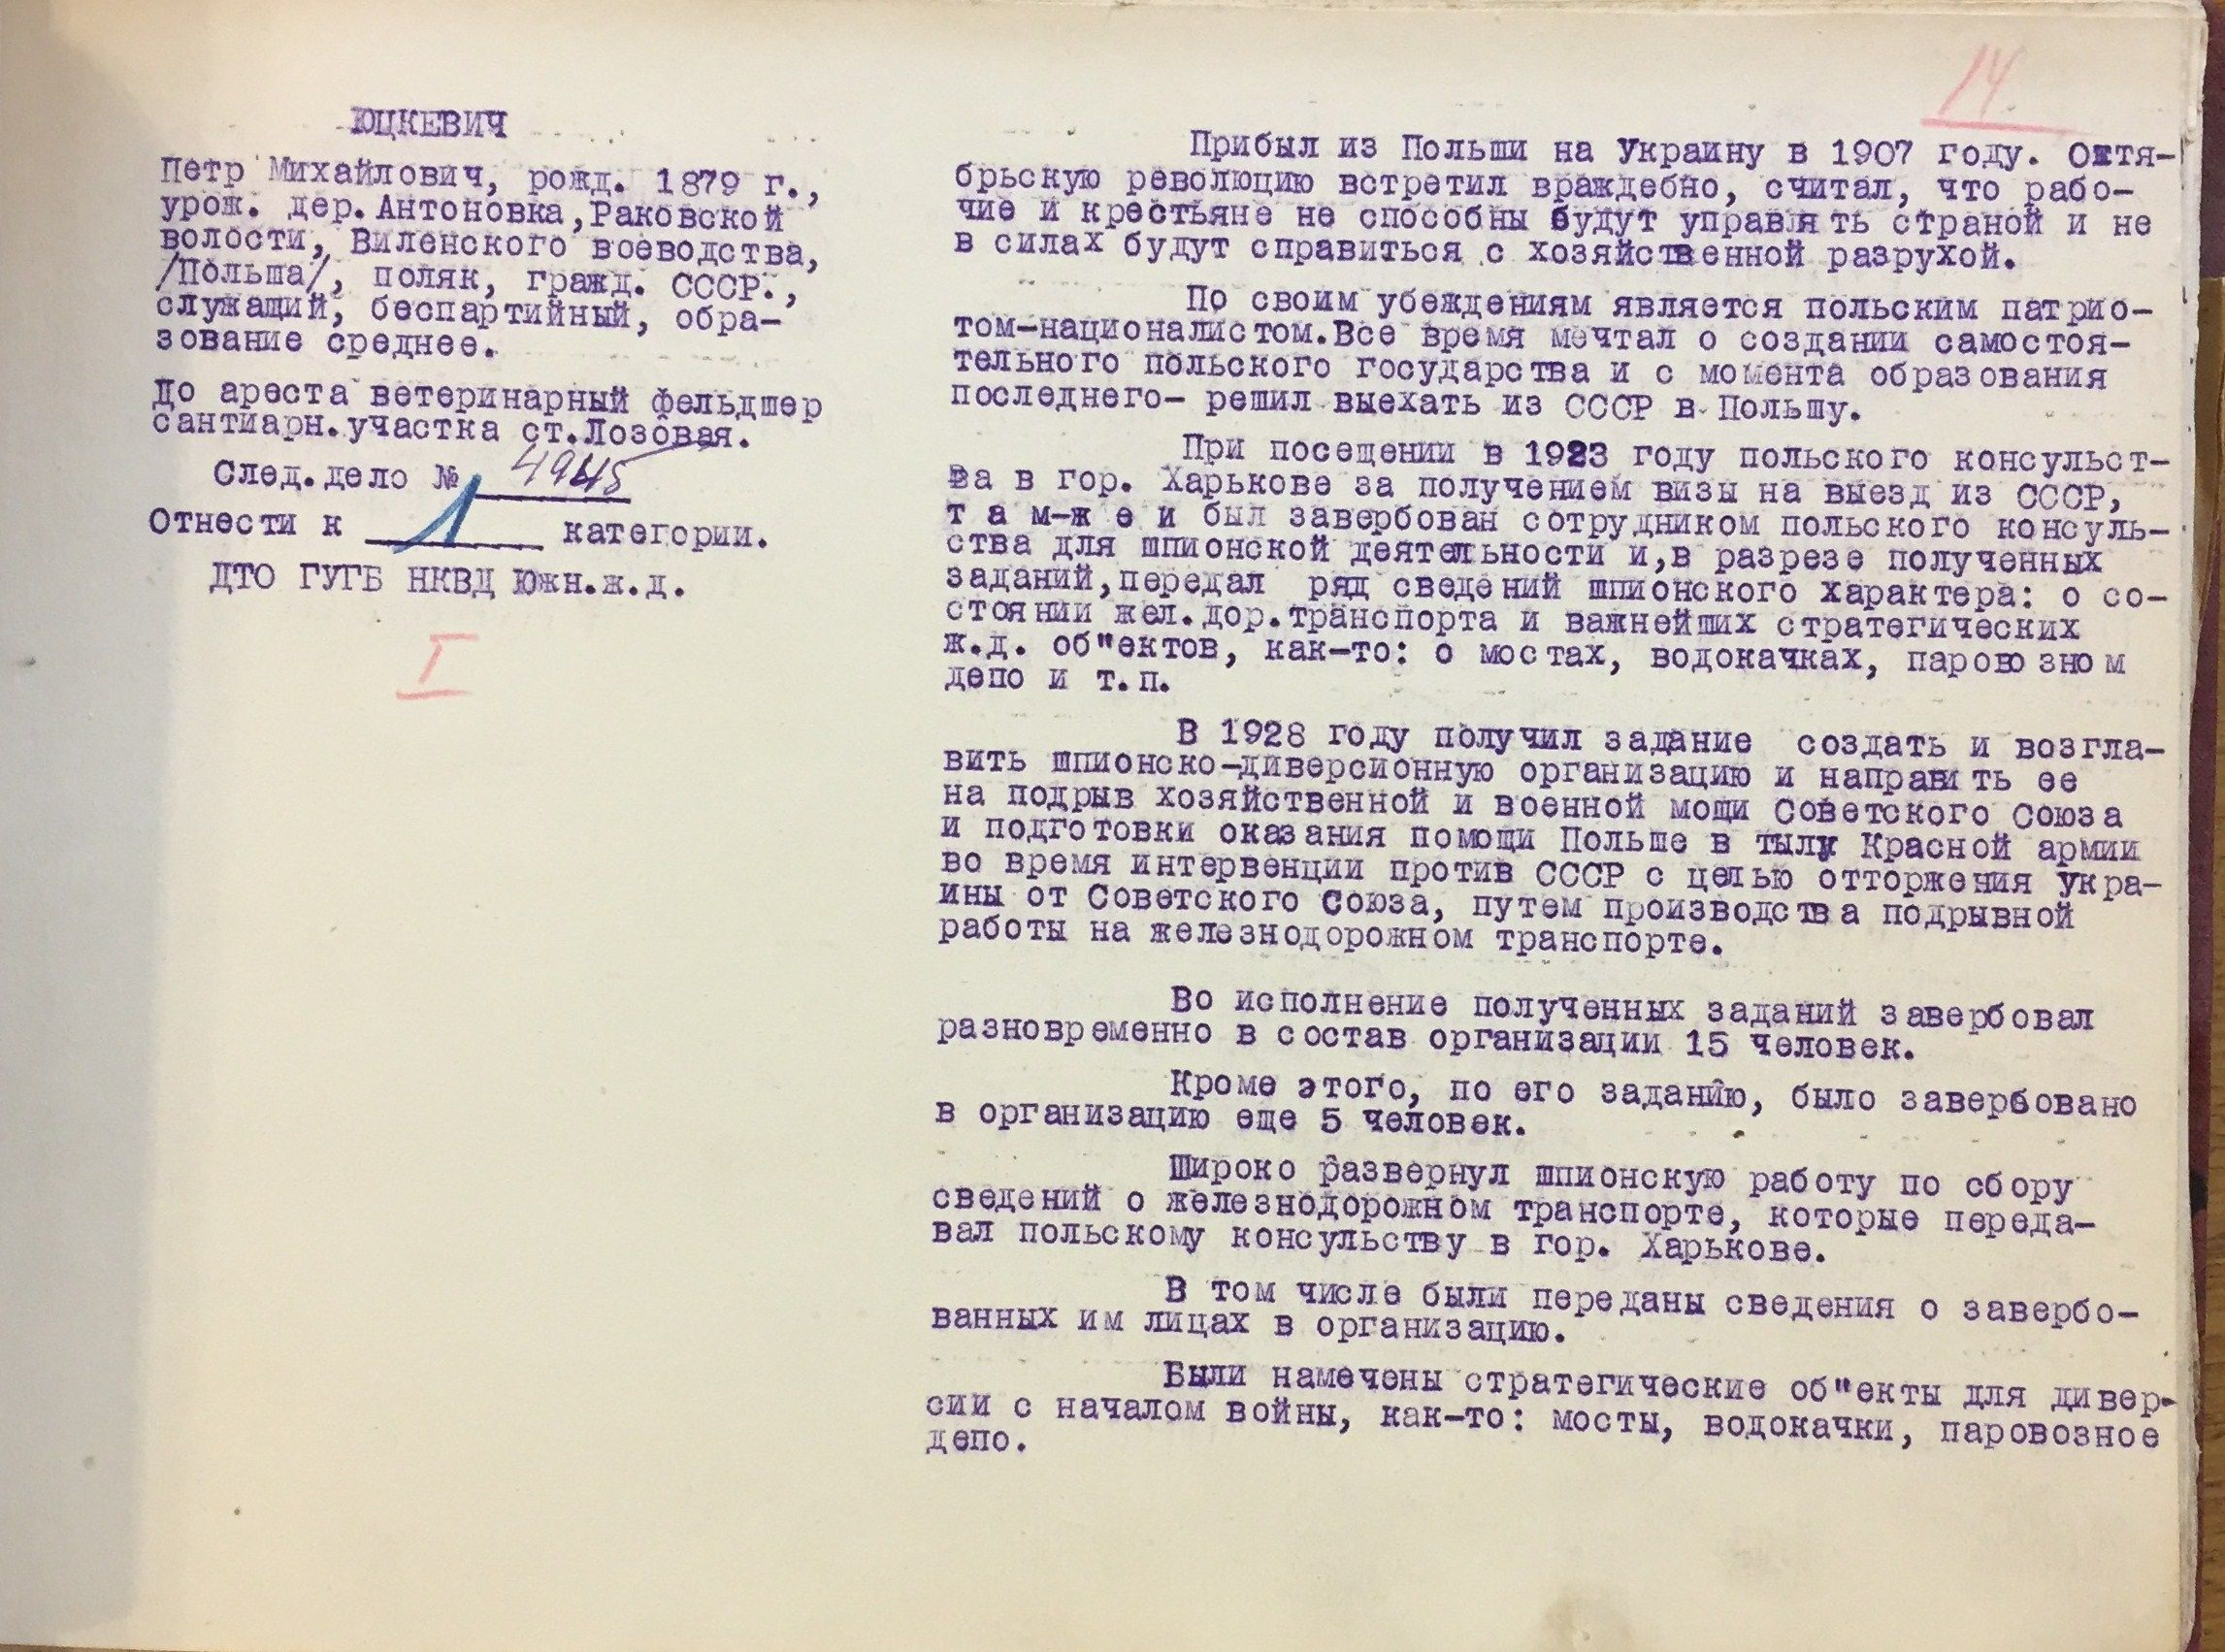 14
ЮЦКЕВИЧ
Петр Михайлович, рожд. 1879 г.,
урож. дер.Антоновка,Раковской
волости, Виленского воеводства,
/Польша/, поляк, гражд. СССР.,
служащий, беспартийный, обра-
зование среднее.
До ареста ветеринарный фельдшер
сантиарн.участка ст.Лозовая.
След.дело № 4945
Отнести к 1 категории.
ДТО ГУГБ НКВД Южн.ж.д.
I
Прибыл из Польши на Украину в 1907 году. Октя-
брьскую революцию встретил враждебно, считал, что рабо-
чие и крестьяне не способны будут управлять страной и не
в силах будут справиться с хозяйственной разрухой.
По своим убеждениям является польским патрио-
том-националистом.Все время мечтал о создании самостоя-
тельного польского государства и с момента образования
последнего- решил выехать из СССР в Польшу.
При посещении в 1923 году польского консульст-
ва в гор. Харькове за получением визы на выезд из СССР,
т а м-ж е и был завербован сотрудником польского консуль-
ства для шпионской деятельности и,в разрезе полученных
заданий,передал ряд сведений шпионского характера: о со-
стоянии жел.дор.транспорта и важнейших стратегических
ж.д. об"ектов, как-то: о мостах, водокачках, паровозном
депо и т.п.
В 1928 году получил задание создать и возгла-
вить шпионско-диверсионную организацию и направить ее
на подрыв хозяйственной и военной мощи Советского Союза
и подготовки оказания помощи Польше в тылу Красной армии
во время интервенции против СССР с целью отторжения Укра-
ины от Советского Союза, путем производства подрывной
работы на железнодорожном транспорте.
Во исполнение полученных заданий завербовал
разновременно в состав организации 15 человек.
Кроме этого, по его заданию, было завербовано
в организацию еще 5 человек.
Широко развернул шпионскую работу по сбору
сведений о железнодорожном транспорте, которые переда-
вал польскому консульству в гор. Харькове.
В том числе были переданы сведения о завербо-
ванных им лицах в организацию.
Были намечены стратегические об"екты для дивер-
сии с началом войны, как-то: мосты, водокачки, паровозное
депо.